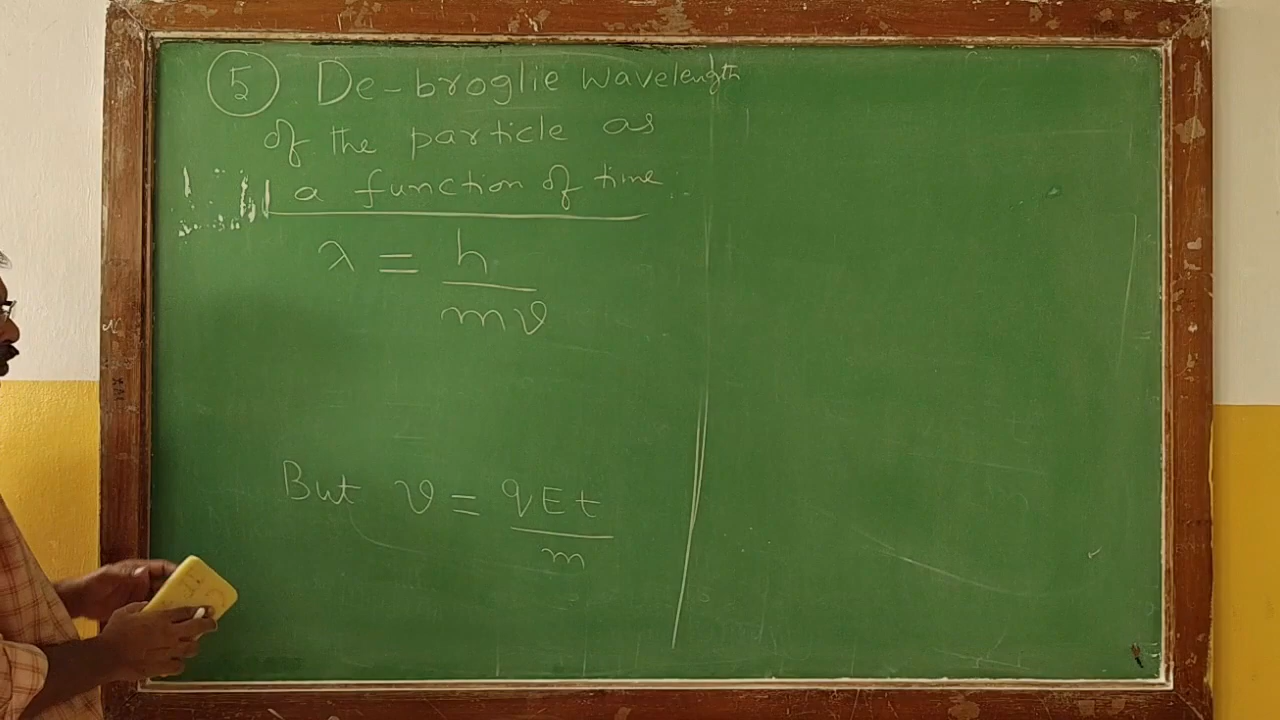 5 De-broglie wavelength
of the particle as
a function of time
λ = h
mv
But v = qEt
m